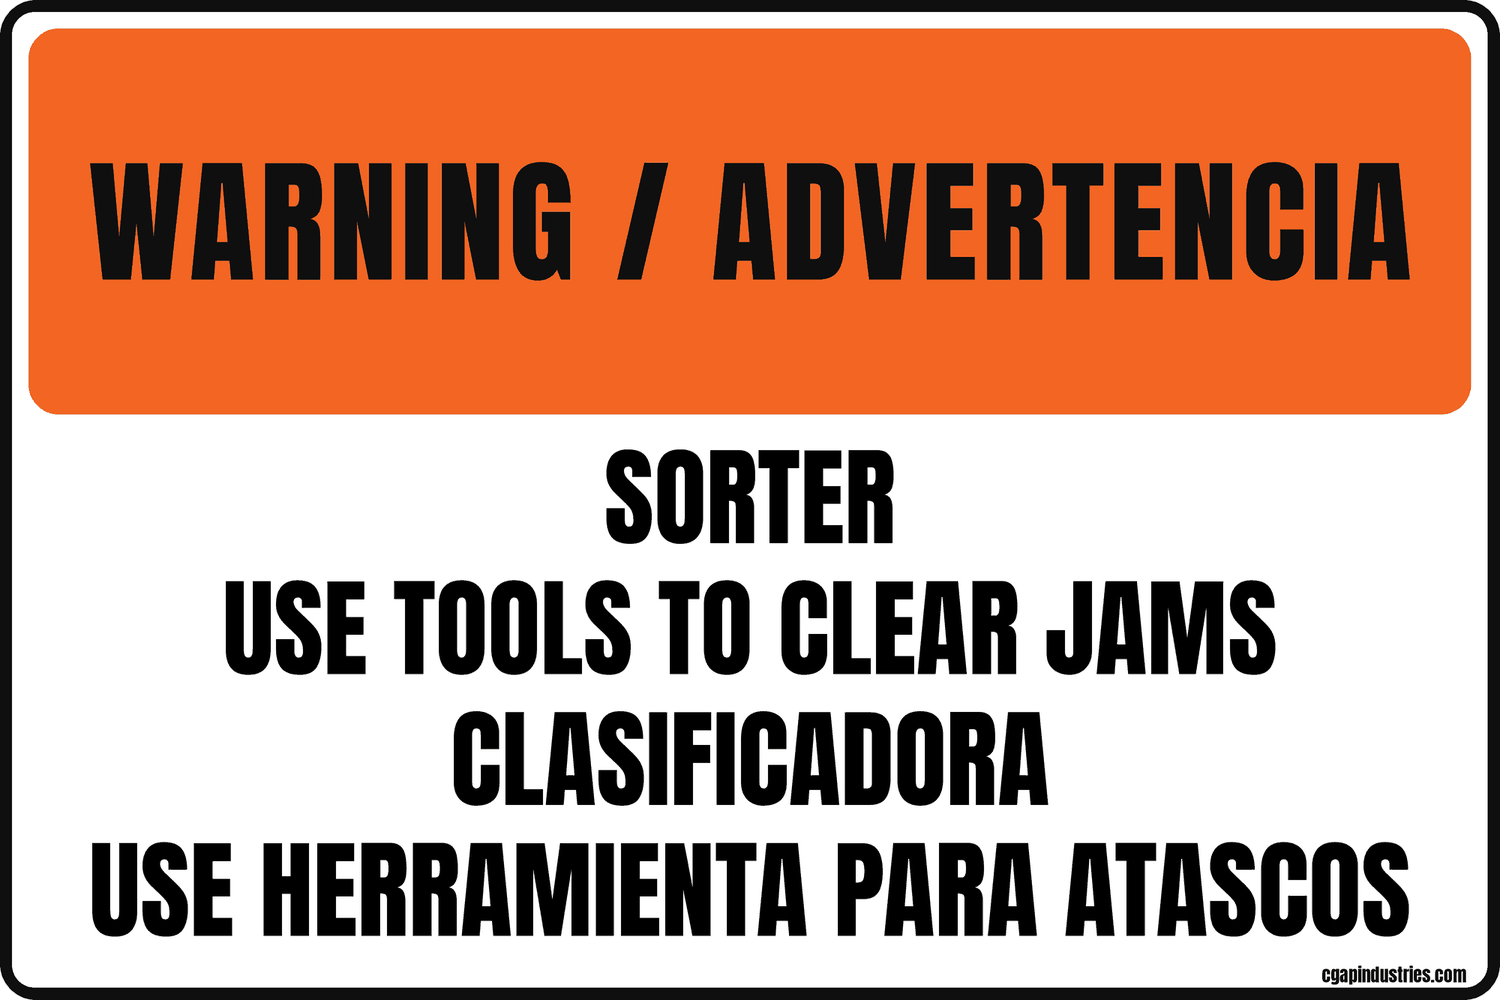 WARNING / ADVERTENCIA
SORTER
USE TOOLS TO CLEAR JAMS
CLASIFICADORA
USE HERRAMIENTA PARA ATASCOS
cgapindustries.com